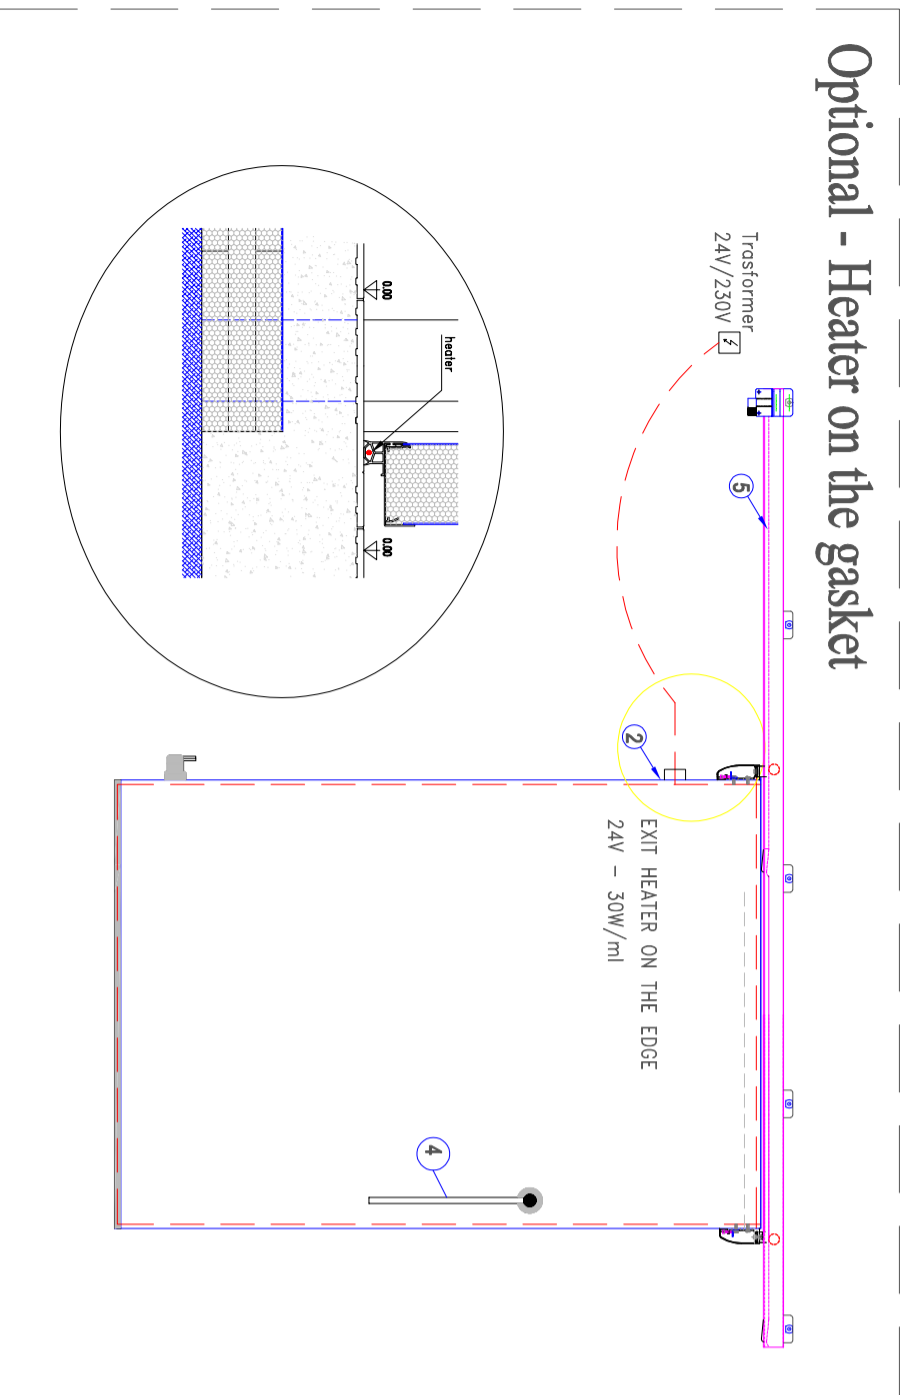 Optional - Heater on the gasket
Trasformer
24V/230V
5
2
EXIT HEATER ON THE EDGE
24V - 30W/ml
4
0.00
heater
0.00